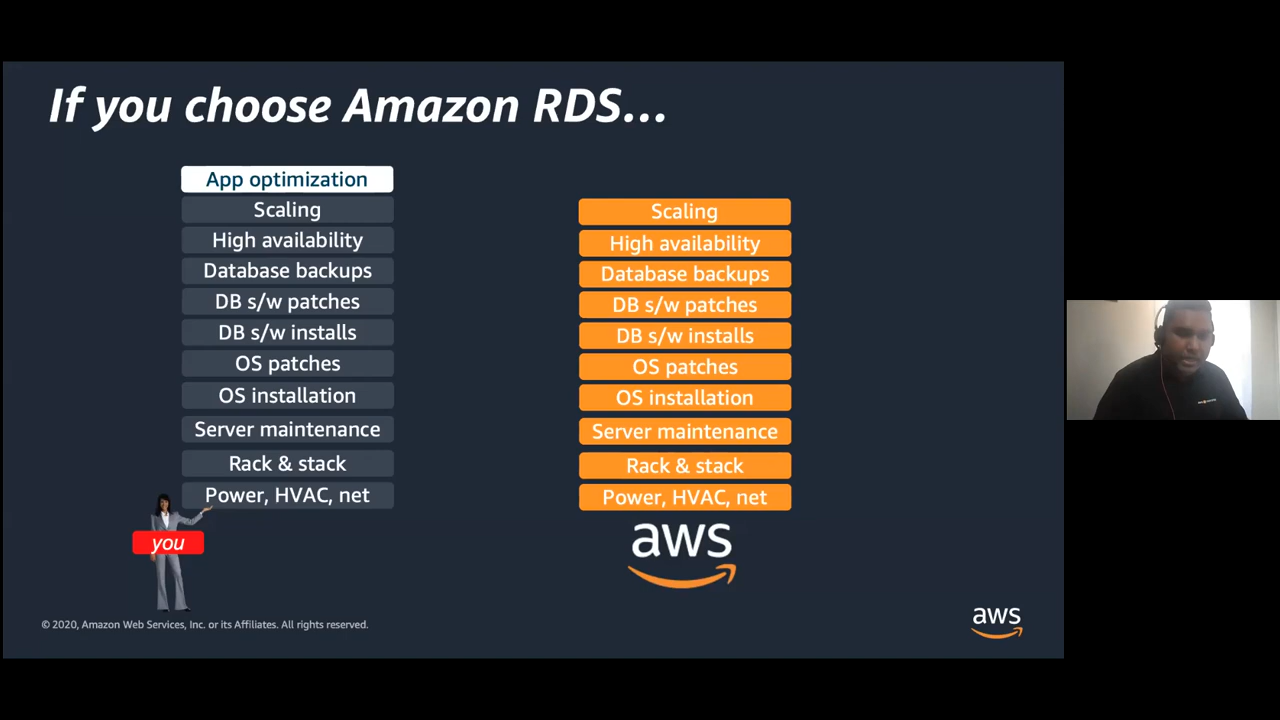 If you choose Amazon RDS...
App optimization
Scaling
High availability
Database backups
DB s/w patches
DB s/w installs
OS patches
OS installation
Server maintenance
Rack & stack
Power, HVAC, net
you
Scaling
High availability
Database backups
DB s/w patches
DB s/w installs
OS patches
OS installation
Server maintenance
Rack & stack
Power, HVAC, net
aws
© 2020, Amazon Web Services, Inc. or its Affiliates. All rights reserved.
aws